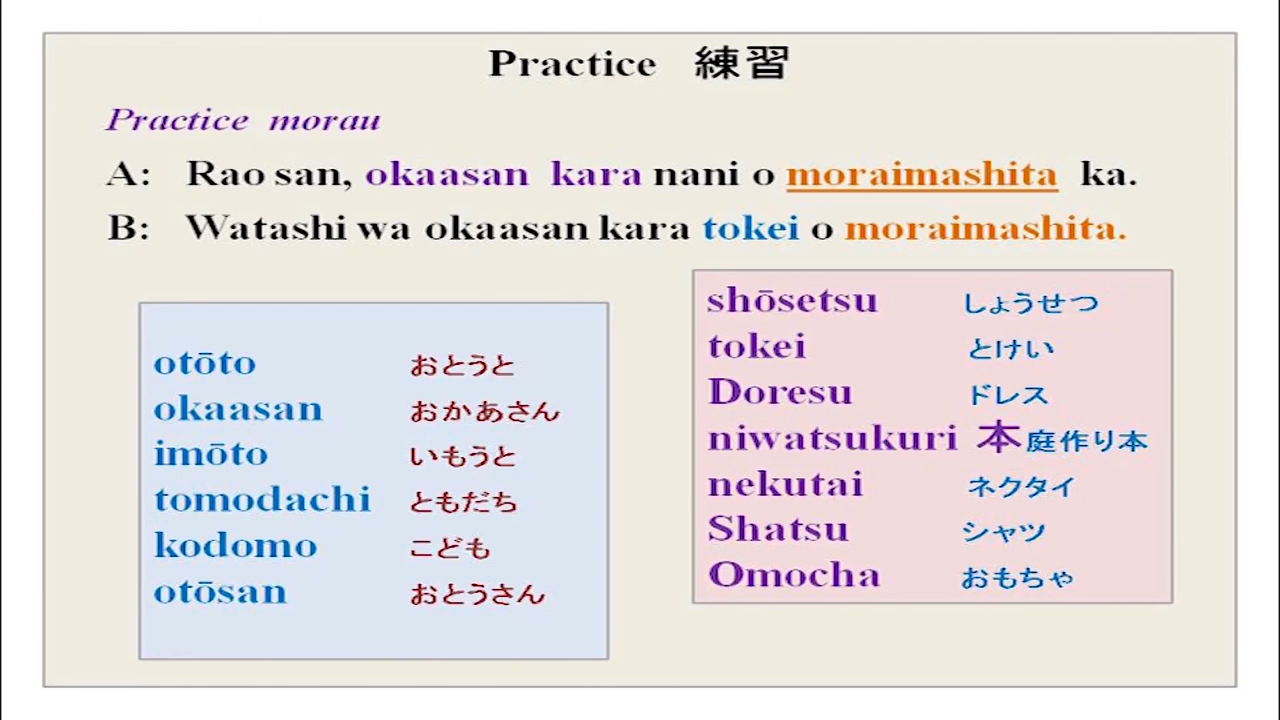 Practice 練習
Practice morau
A: Rao san, okaasan kara nani o moraimashita ka.
B: Watashi wa okaasan kara tokei o moraimashita.
otōto おとうと
okaasan おかあさん
imōto いもうと
tomodachi ともだち
kodomo こども
otōsan おとうさん
shōsetsu しょうせつ
tokei とけい
Doresu ドレス
niwatsukuri 本庭作り本
nekutai ネクタイ
Shatsu シャツ
Omocha おもちゃ